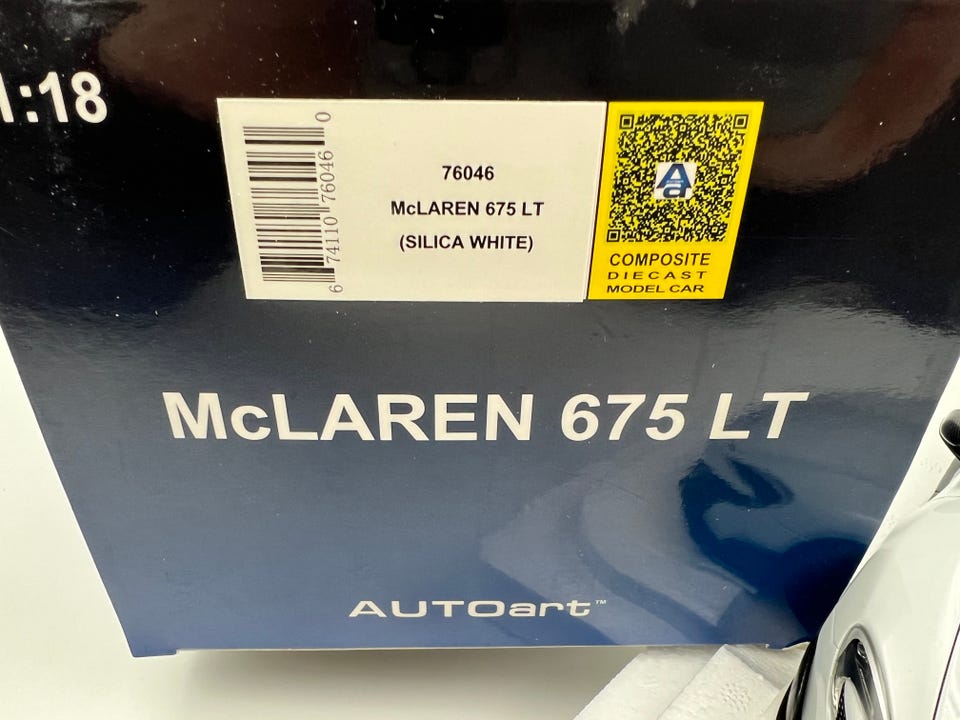 1:18
6 74110 76046 0
76046
McLAREN 675 LT
(SILICA WHITE)
Aa
COMPOSITE
DIECAST
MODEL CAR
McLAREN 675 LT
AUTOart™